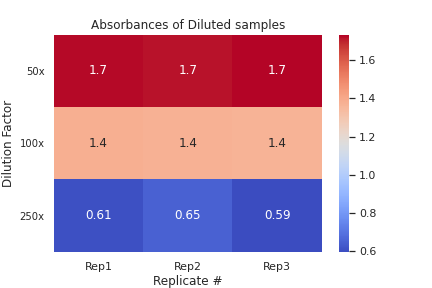 Absorbances of Diluted samples
Dilution Factor
50x 1.7 1.7 1.7
100x 1.4 1.4 1.4
250x 0.61 0.65 0.59
Rep1 Rep2 Rep3
Replicate #
1.6
1.4
1.2
1.0
0.8
0.6